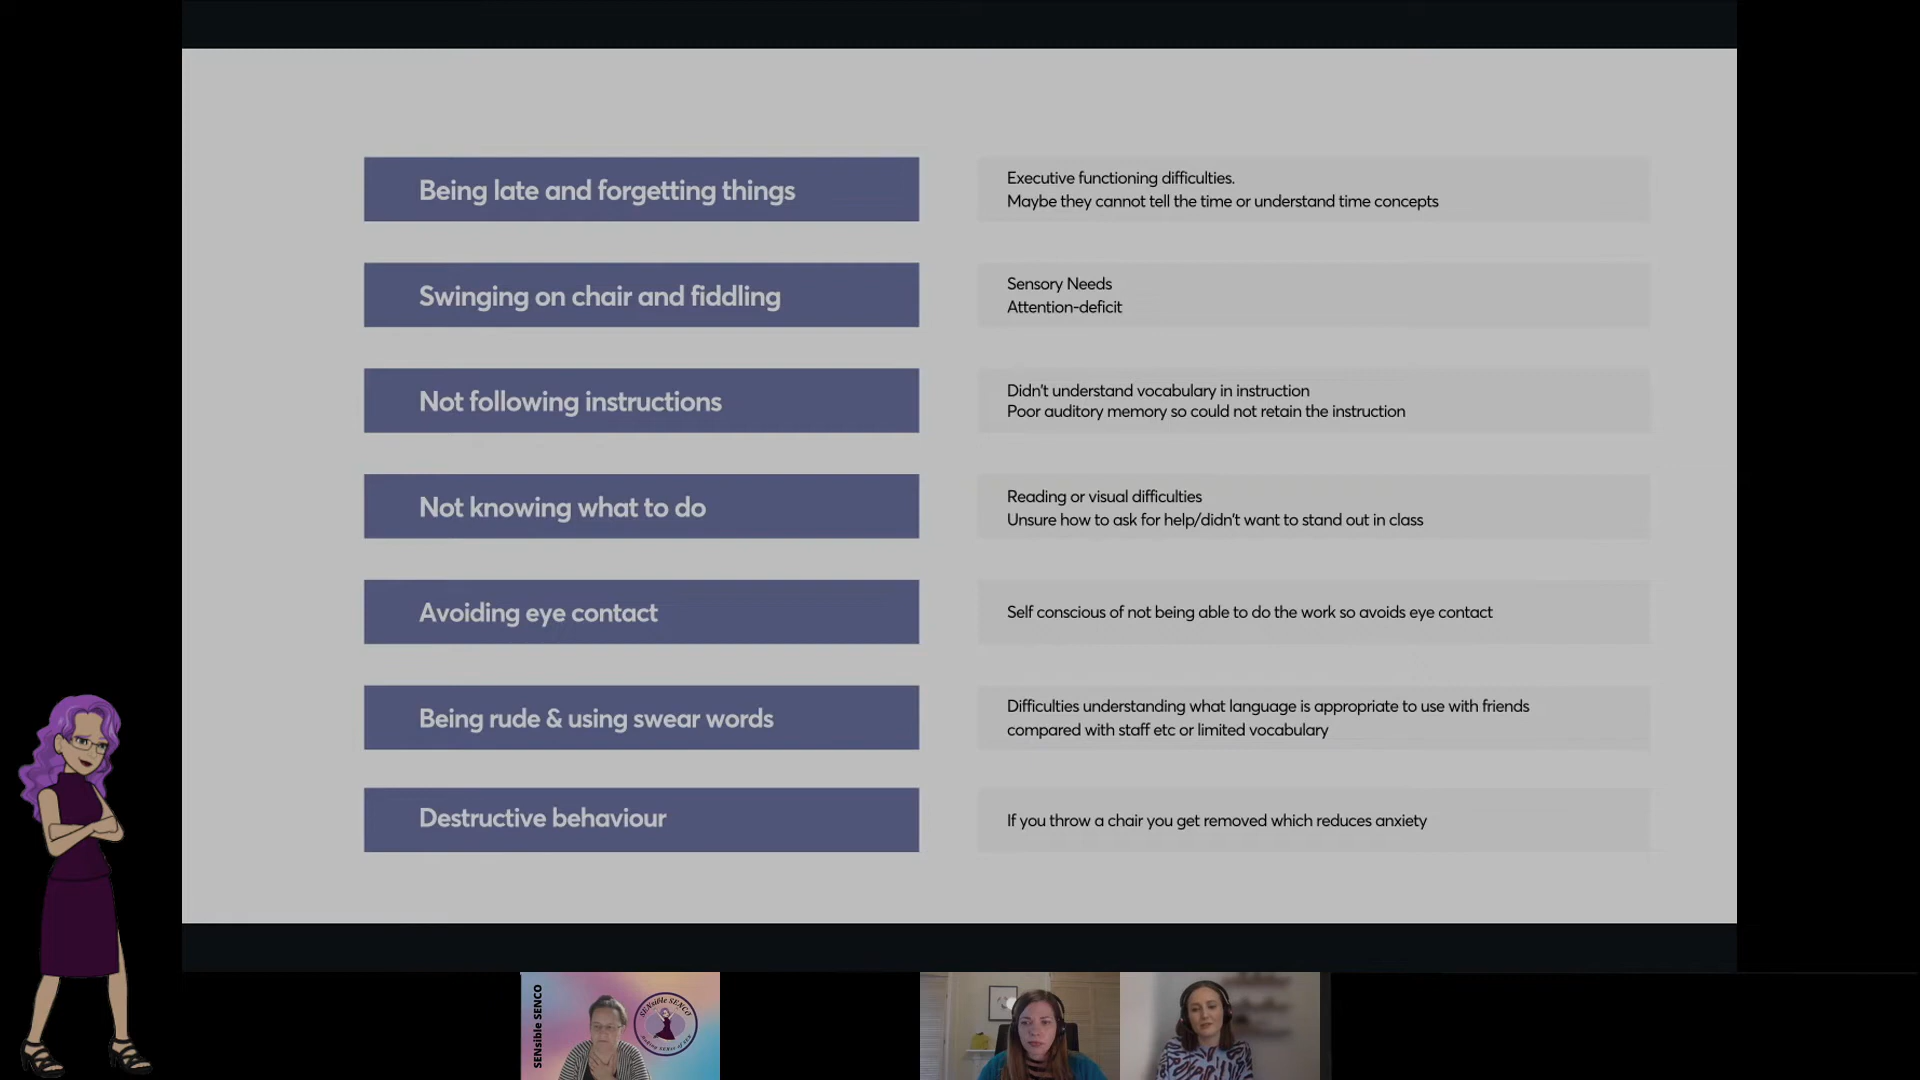 Being late and forgetting things
Executive functioning difficulties.
Maybe they cannot tell the time or understand time concepts
Swinging on chair and fiddling
Sensory Needs
Attention-deficit
Not following instructions
Didn't understand vocabulary in instruction
Poor auditory memory so could not retain the instruction
Not knowing what to do
Reading or visual difficulties
Unsure how to ask for help/didn't want to stand out in class
Avoiding eye contact
Self conscious of not being able to do the work so avoids eye contact
Being rude & using swear words
Difficulties understanding what language is appropriate to use with friends
compared with staff etc or limited vocabulary
Destructive behaviour
If you throw a chair you get removed which reduces anxiety
SENsible SENCO
SENsible SENCO
Making SENse of SEN